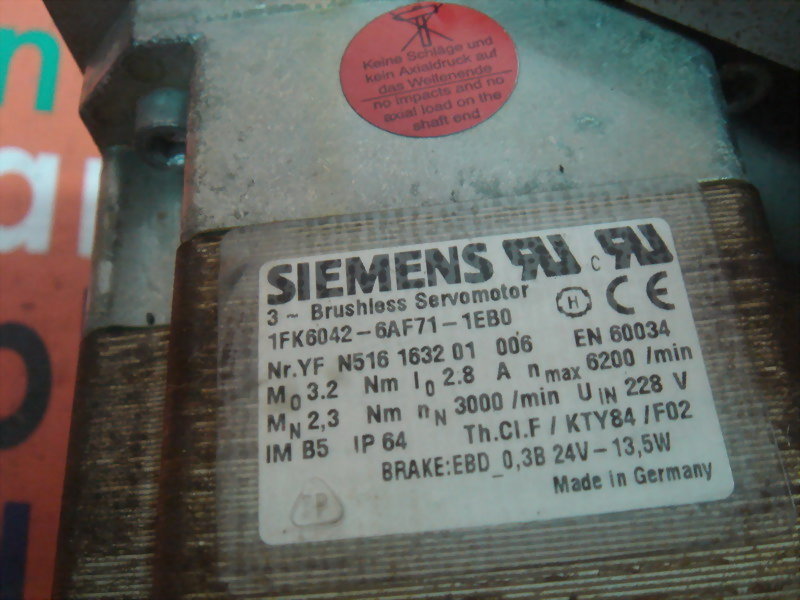 Keine Schläge und
kein Axialdruck auf
das Wellenende
no impacts and no
axial load on the
shaft end
SIEMENS
3 ~ Brushless Servomotor
1FK6042-6AF71-1EB0
H
Nr.YF N516 1632 01 006 EN 60034
M0 3.2 Nm I0 2.8 A nmax 6200 /min
MN 2,3 Nm nN 3000 /min UIN 228 V
IM B5 IP 64 Th.Cl.F / KTY84 /F02
BRAKE:EBD_0,3B 24V-13,5W
Made in Germany